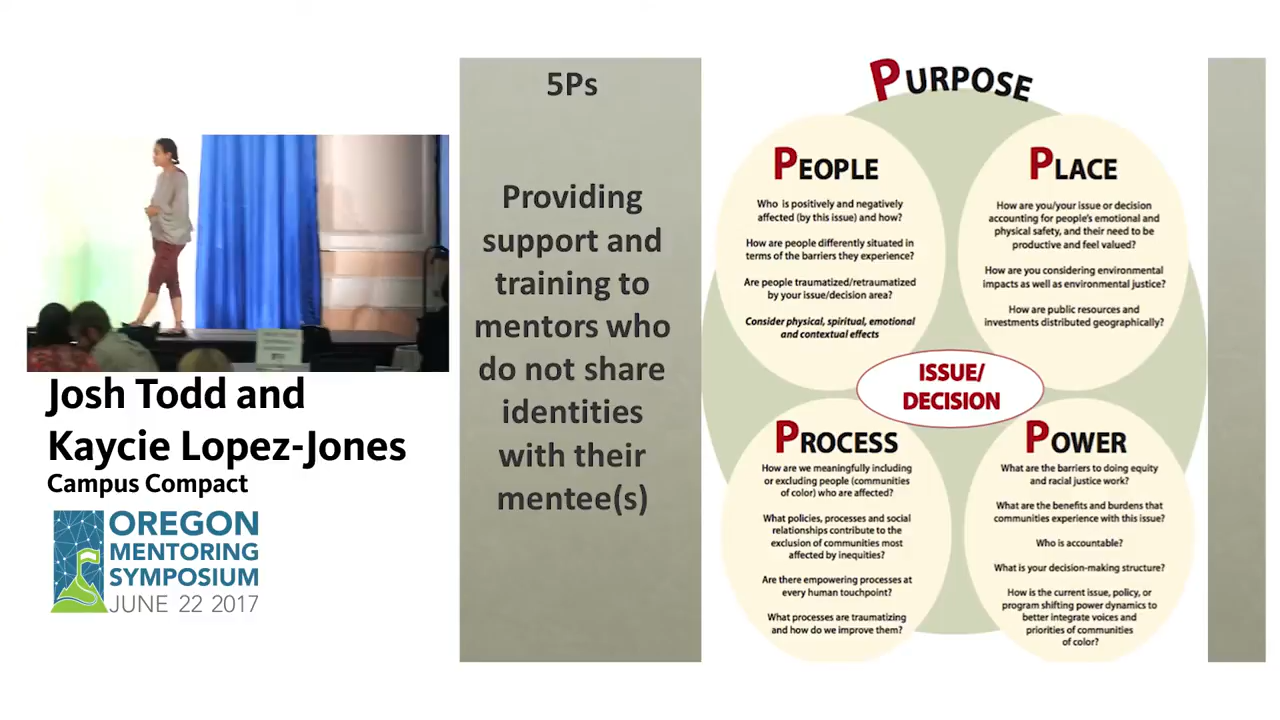 Josh Todd and
Kaycie Lopez-Jones
Campus Compact
OREGON
MENTORING
SYMPOSIUM
JUNE 22 2017
5Ps
Providing
support and
training to
mentors who
do not share
identities
with their
mentee(s)
PURPOSE
PEOPLE
Who is positively and negatively
affected (by this issue) and how?
How are people differently situated in
terms of the barriers they experience?
Are people traumatized/retraumatized
by your issue/decision area?
Consider physical, spiritual, emotional
and contextual effects
PLACE
How are you/your issue or decision
accounting for people's emotional and
physical safety, and their need to be
productive and feel valued?
How are you considering environmental
impacts as well as environmental justice?
How are public resources and
investments distributed geographically?
ISSUE/
DECISION
PROCESS
How are we meaningfully including
or excluding people (communities
of color) who are affected?
What policies, processes and social
relationships contribute to the
exclusion of communities most
affected by inequities?
Are there empowering processes at
every human touchpoint?
What processes are traumatizing
and how do we improve them?
POWER
What are the barriers to doing equity
and racial justice work?
What are the benefits and burdens that
communities experience with this issue?
Who is accountable?
What is your decision-making structure?
How is the current issue, policy, or
program shifting power dynamics to
better integrate voices and
priorities of communities
of color?